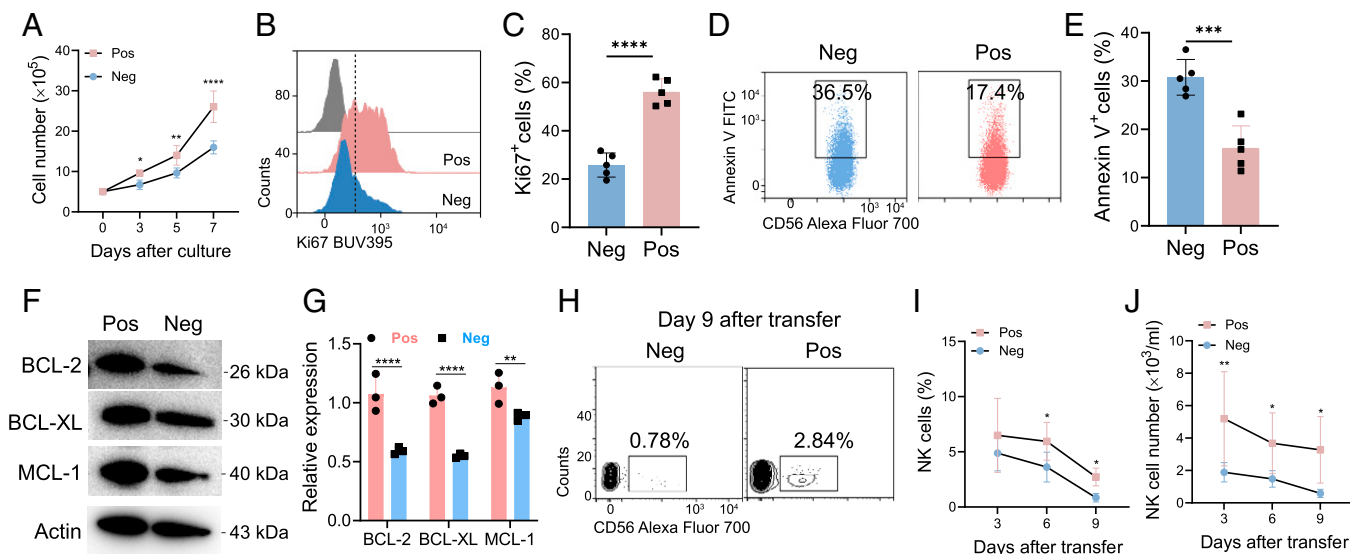 A
Pos
Neg
Cell number (×10⁵)
40
30
20
10
0
*
**
****
0 3 5 7
Days after culture
B
80
40
0
Counts
Pos
Neg
0 10³ 10⁴
Ki67 BUV395
C
****
Ki67⁺cells (%)
80
60
40
20
0
Neg Pos
D
Neg Pos
36.5% 17.4%
Annexin V FITC
10⁴
10³
0
0 10³ 10⁴ 0 10³ 10⁴
CD56 Alexa Fluor 700
E
***
Annexin V⁺cells (%)
40
30
20
10
0
Neg Pos
F
Pos Neg
BCL-2 -26 kDa
BCL-XL -30 kDa
MCL-1 -40 kDa
Actin -43 kDa
G
Pos Neg
Relative expression
1.5
1.0
0.5
0.0
**** **** **
BCL-2 BCL-XL MCL-1
H
Day 9 after transfer
Neg Pos
0.78% 2.84%
Counts
40
20
0
0 10³ 10⁴ 0 10³ 10⁴
CD56 Alexa Fluor 700
I
Pos
Neg
NK cells (%)
15
10
5
0
* *
3 6 9
Days after transfer
J
Pos
Neg
NK cell number (×10³/ml)
10
8
6
4
2
0
** * *
3 6 9
Days after transfer